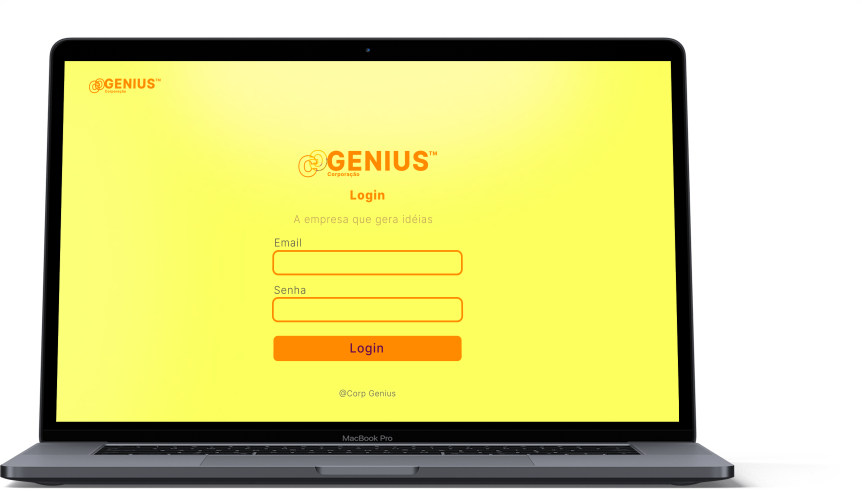 GENIUS™
Corporação
GENIUS™
Corporação
Login
A empresa que gera idéias
Email
Senha
Login
@Corp Genius
MacBook Pro